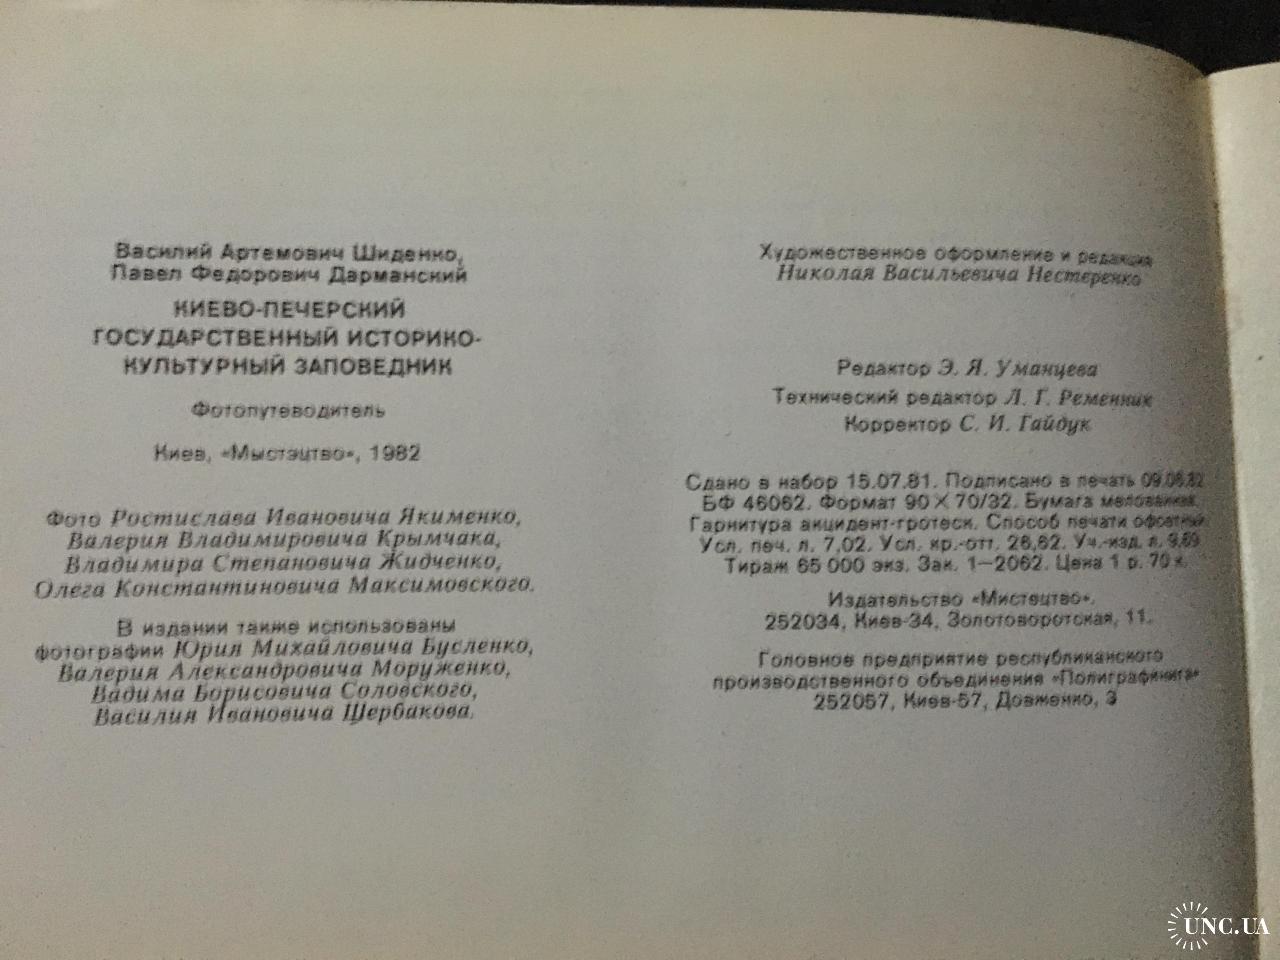 Василий Артемович Шиденко,
Павел Федорович Дарманский
КИЕВО-ПЕЧЕРСКИЙ
ГОСУДАРСТВЕННЫЙ ИСТОРИКО-
КУЛЬТУРНЫЙ ЗАПОВЕДНИК
Фотопутеводитель
Киев, «Мыстэцтво», 1982
Фото Ростислава Ивановича Якименко,
Валерия Владимировича Крымчака,
Владимира Степановича Жидченко,
Олега Константиновича Максимовского.
В издании также использованы
фотографии Юрия Михайловича Бусленко,
Валерия Александровича Моруженко,
Вадима Борисовича Соловского,
Василия Ивановича Щербакова.
Художественное оформление и редакция
Николая Васильевича Нестеренко
Редактор Э. Я. Уманцева
Технический редактор Л. Г. Ременник
Корректор С. И. Гайдук
Сдано в набор 15.07.81. Подписано в печать
БФ 46062. Формат 90×70/32. Бумага мелованная.
Гарнитура акцидент-гротеск. Способ печати офсетный.
Усл. печ. л. 7,02. Усл. кр.-отт. 26,62. Уч.-изд. л.
Тираж 65 000 экз. Зак. 1—2062. Цена 1 р. 70 к.
Издательство «Мистецтво».
252034, Киев-34, Золотоворотская, 11.
Головное предприятие республиканского
производственного объединения «Полиграфкнига»
252057, Киев-57, Довженко, 3
UNC.UA